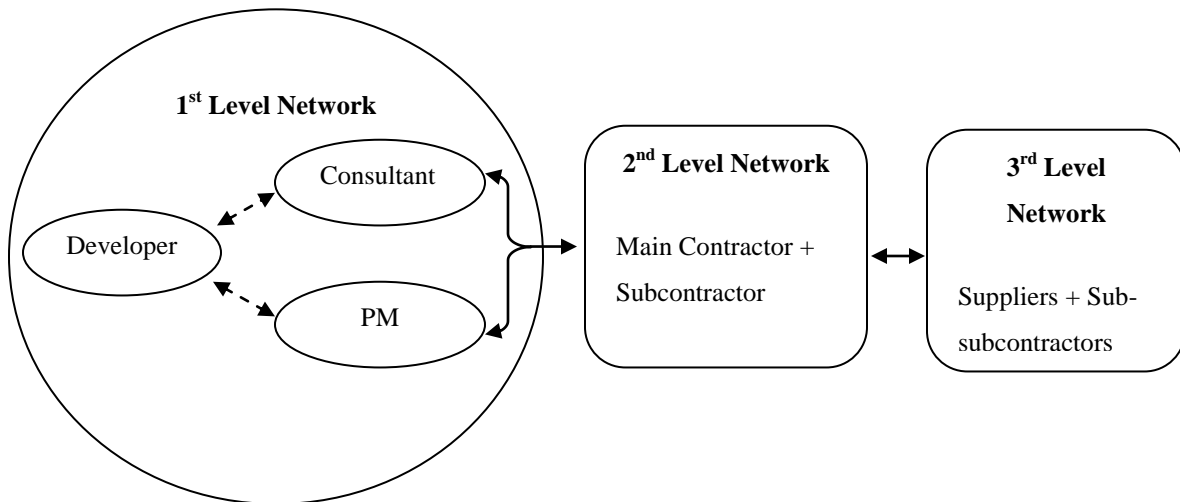 1st Level Network
Consultant
Developer
PM
2nd Level Network
Main Contractor +
Subcontractor
3rd Level
Network
Suppliers + Sub-
subcontractors